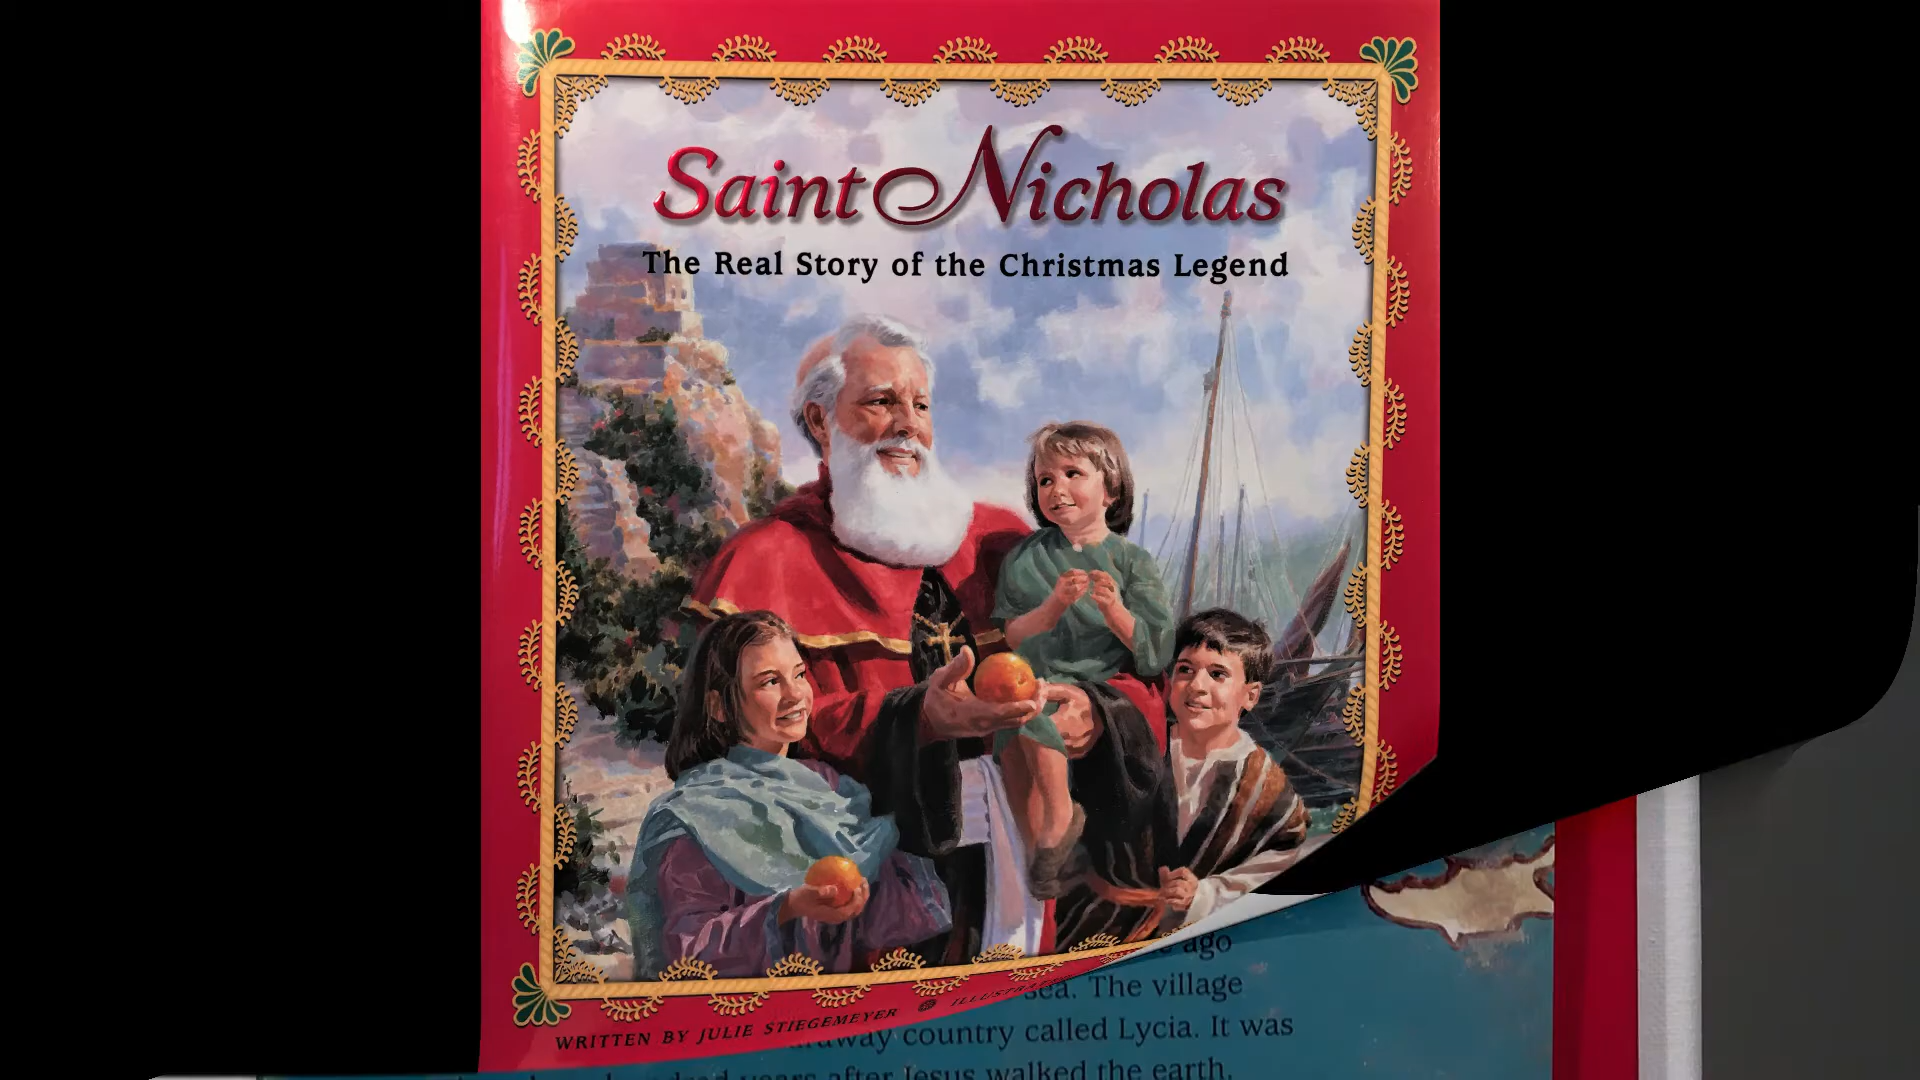 Saint Nicholas
The Real Story of the Christmas Legend
ago
sea. The village
WRITTEN BY JULIE STIEGEMEYER
country called Lycia. It was
years after Jesus walked the earth.